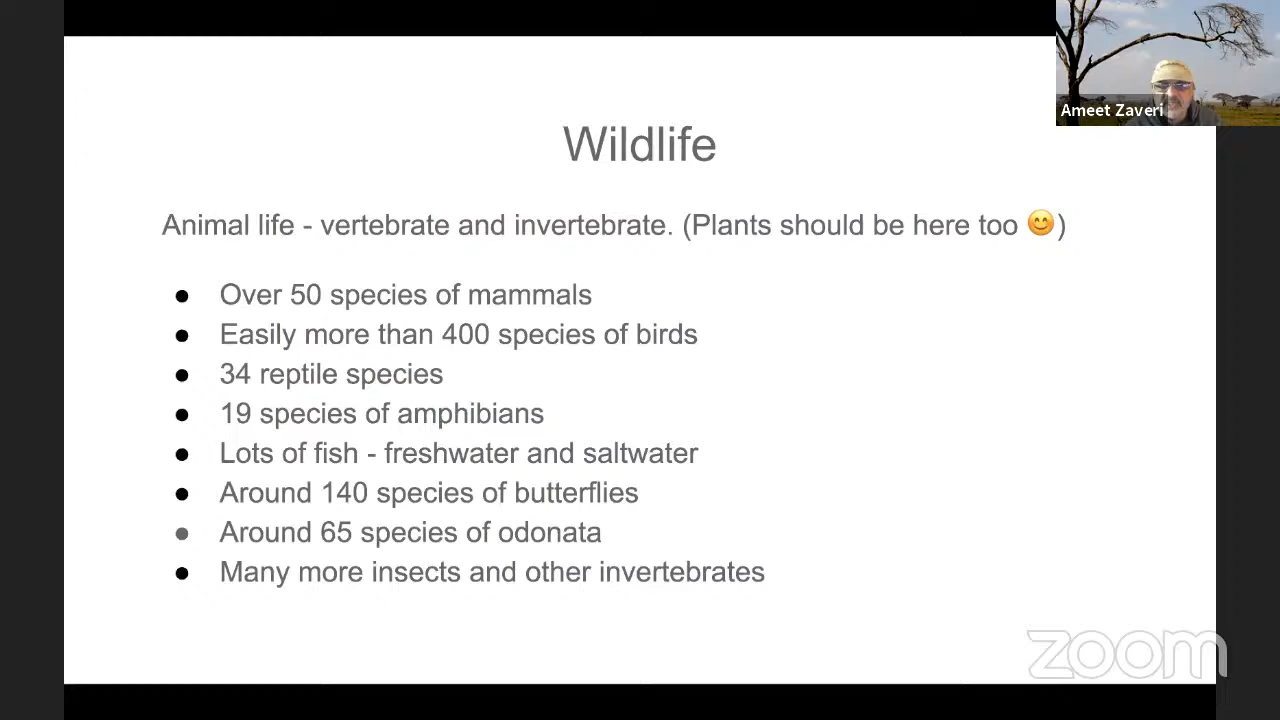 Ameet Zaveri
Wildlife
Animal life - vertebrate and invertebrate. (Plants should be here too 😊)
● Over 50 species of mammals
● Easily more than 400 species of birds
● 34 reptile species
● 19 species of amphibians
● Lots of fish - freshwater and saltwater
● Around 140 species of butterflies
● Around 65 species of odonata
● Many more insects and other invertebrates
zoom